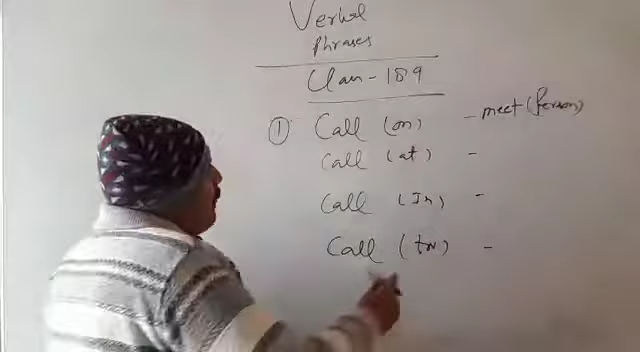 Verbal
Phrases
Class - 189
① Call (on) - meet (Person)
Call (at) -
Call (In) -
Call (for) -